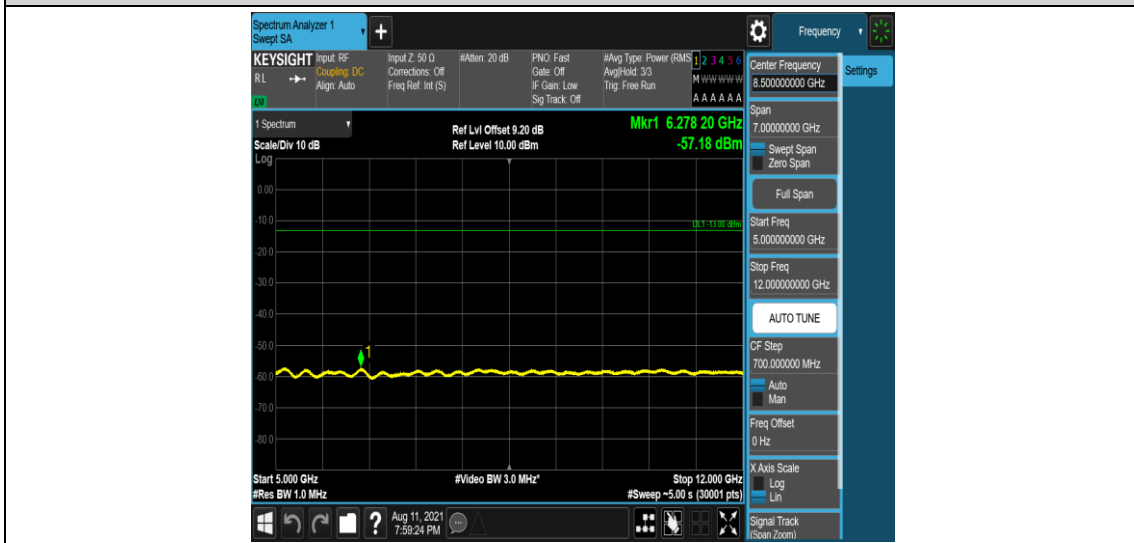 Spectrum Analyzer 1
Swept SA
+
Frequency
KEYSIGHT
RL
LXI
Input: RF
Coupling: DC
Align: Auto
Input Z: 50 Ω
Corrections: Off
Freq Ref: Int (S)
#Atten: 20 dB
PNO: Fast
Gate: Off
IF Gain: Low
Sig Track: Off
#Avg Type: Power (RMS
Avg|Hold: 3/3
Trig: Free Run
1 2 3 4 5 6
M W W W W W
A A A A A A
1 Spectrum
Scale/Div 10 dB
Ref Lvl Offset 9.20 dB
Ref Level 10.00 dBm
Mkr1 6.278 20 GHz
-57.18 dBm
Log
0.00
-10.0
DL1 -13.00 dBm
-20.0
-30.0
-40.0
-50.0
1
-60.0
-70.0
-80.0
Start 5.000 GHz
#Res BW 1.0 MHz
#Video BW 3.0 MHz*
Stop 12.000 GHz
#Sweep ~5.00 s (30001 pts)
Center Frequency
8.500000000 GHz
Settings
Span
7.00000000 GHz
Swept Span
Zero Span
Full Span
Start Freq
5.000000000 GHz
Stop Freq
12.000000000 GHz
AUTO TUNE
CF Step
700.000000 MHz
Auto
Man
Freq Offset
0 Hz
X Axis Scale
Log
Lin
Signal Track
(Span Zoom)
?
Aug 11, 2021
7:59:24 PM